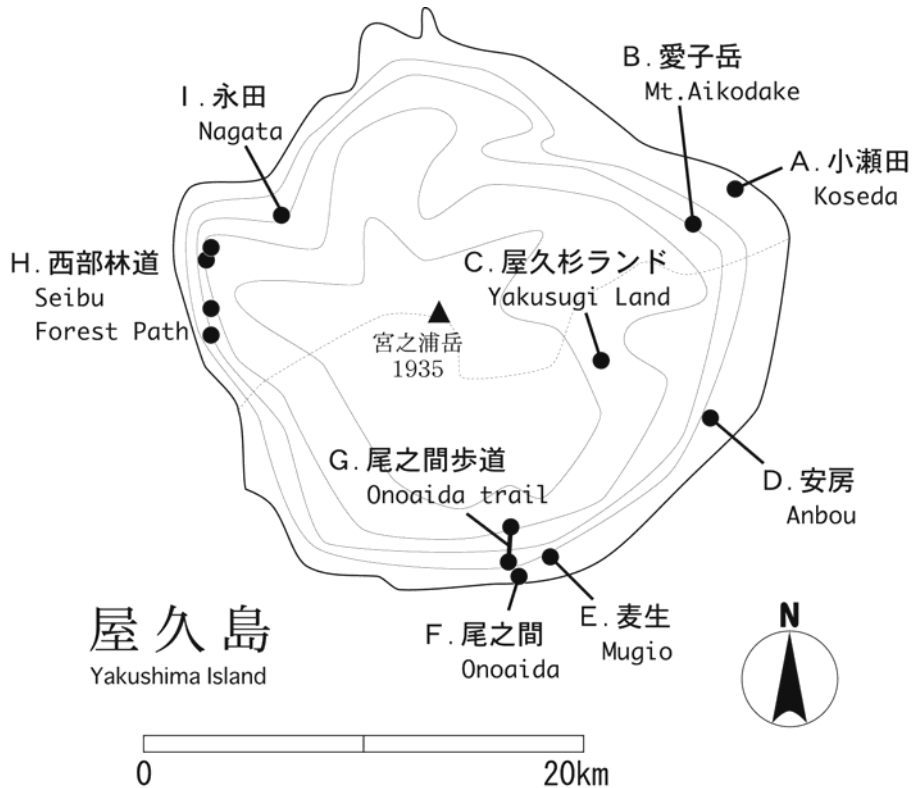 B.愛子岳
Mt.Aikodake
I.永田
Nagata
A.小瀬田
Koseda
H.西部林道
Seibu
Forest Path
C.屋久杉ランド
Yakusugi Land
宮之浦岳
1935
G.尾之間歩道
Onoaida trail
D.安房
Anbou
E.麦生
Mugio
F.尾之間
Onoaida
屋久島
Yakushima Island
N
0 20km